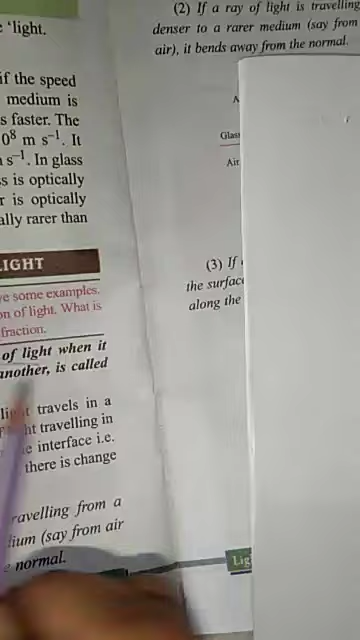 'light.
if the speed
medium is
s faster. The
0⁸ m s⁻¹. It
s⁻¹. In glass
s is optically
r is optically
ally rarer than
LIGHT
ve some examples.
on of light. What is
fraction.
of light when it
another, is called
light travels in a
travelling in
interface i.e.
there is change
ravelling from a
dium (say from air
normal.
(2) If a ray of light is travelling
denser to a rarer medium (say from
air), it bends away from the normal.
A
Glass
Air
(3) If
the surface
along the
Lig